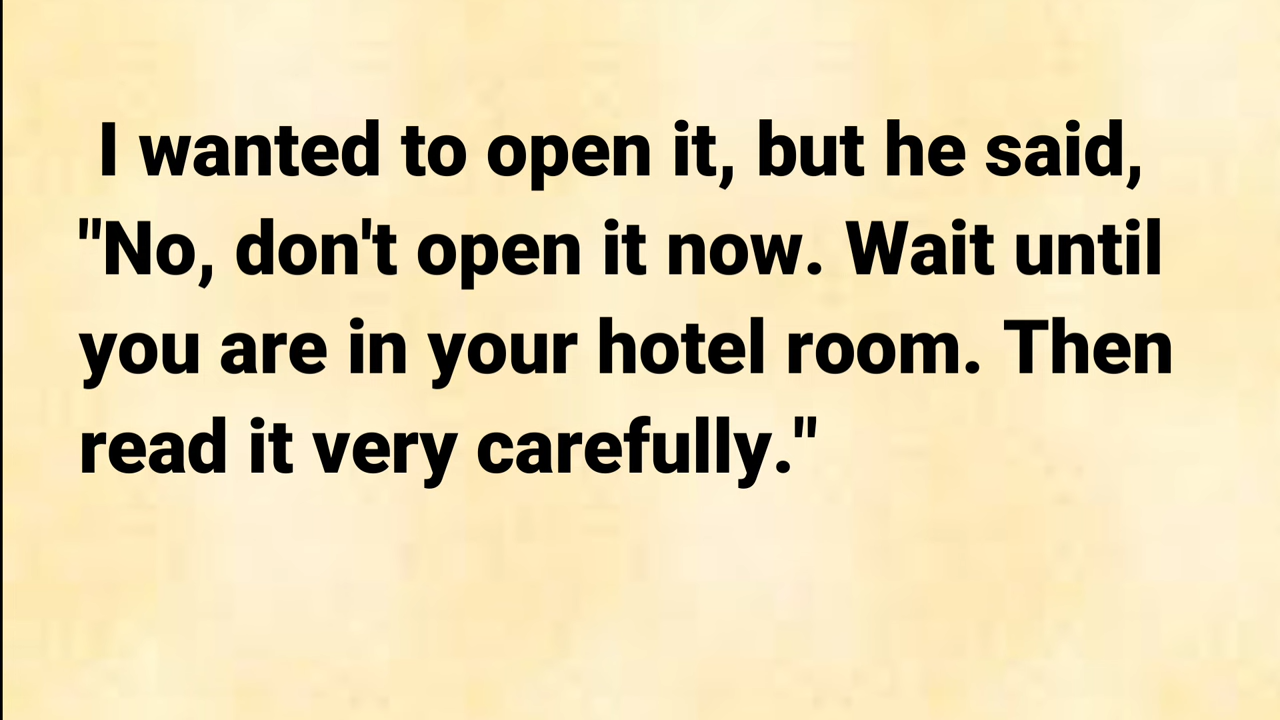 I wanted to open it, but he said,
"No, don't open it now. Wait until
you are in your hotel room. Then
read it very carefully."